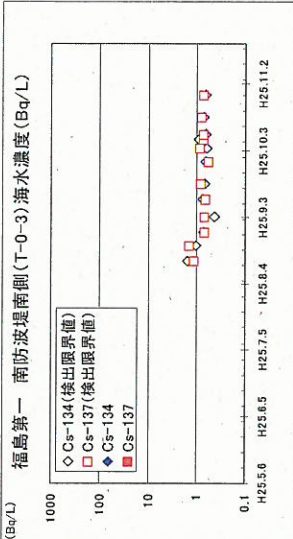 福島第一 南防波堤南側(T-0-3)海水濃度(Bq/L)
(Bq/L)
1000
100
10
1
0.1
Cs-134(検出限界値)
Cs-137(検出限界値)
Cs-134
Cs-137
H25.5.6
H25.6.5
H25.7.5
H25.8.4
H25.9.3
H25.10.3
H25.11.2